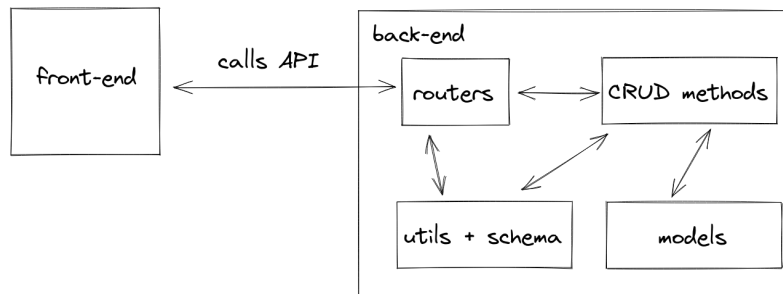 back-end
calls API
front-end
routers
CRUD methods
utils + schema
models